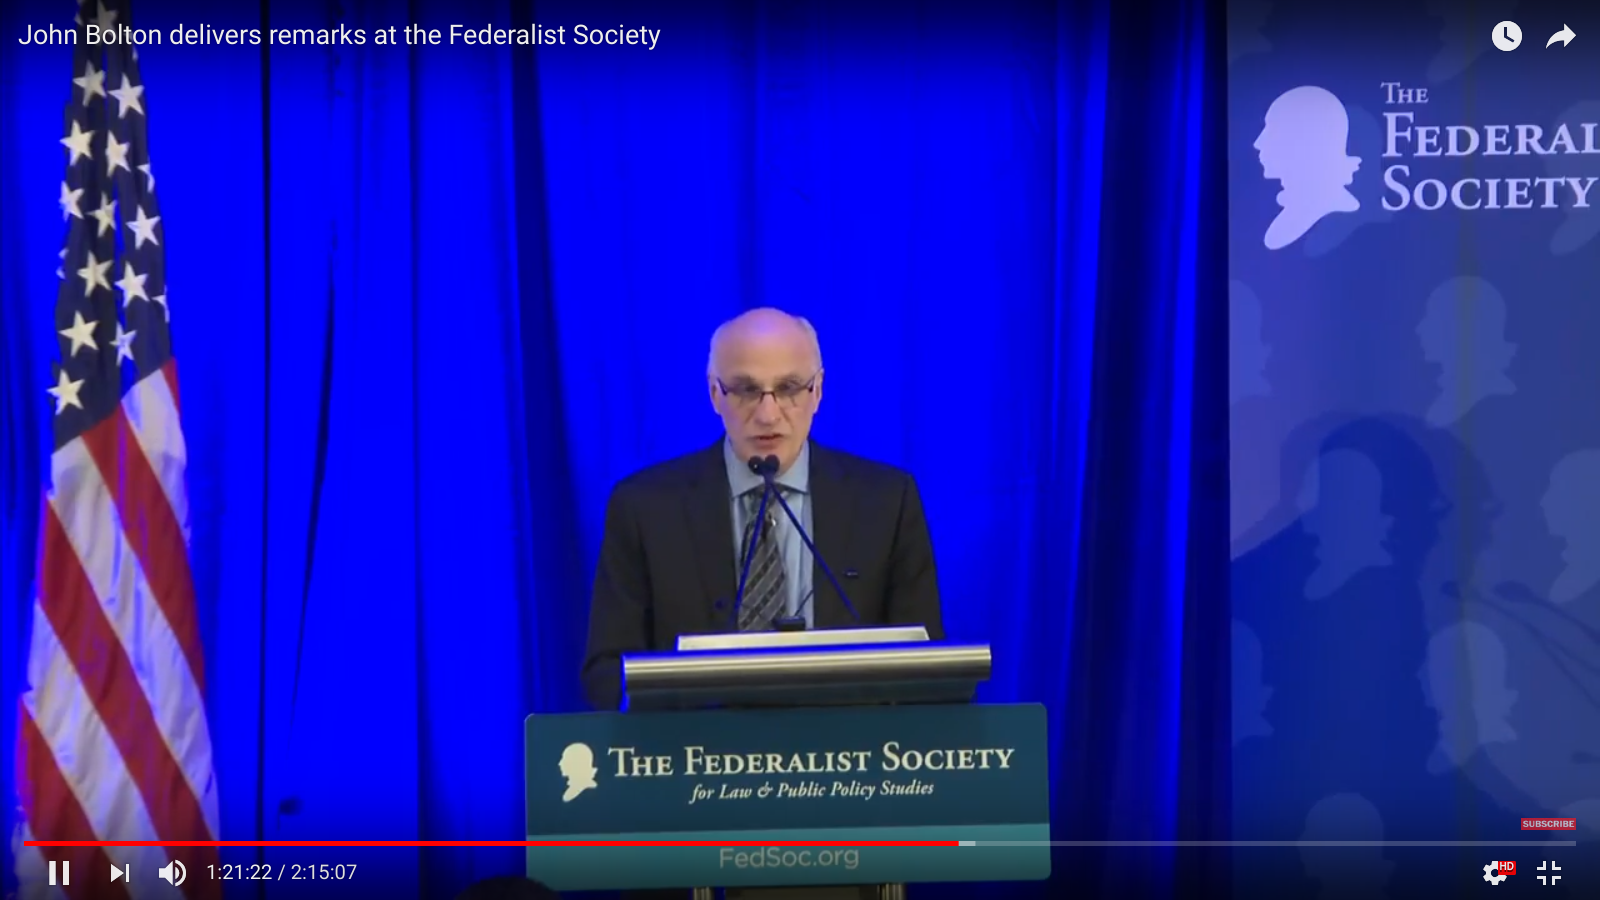 John Bolton delivers remarks at the Federalist Society
THE
FEDERAL
SOCIETY
THE FEDERALIST SOCIETY
for Law & Public Policy Studies
FedSoc.org
SUBSCRIBE
1:21:22 / 2:15:07
HD